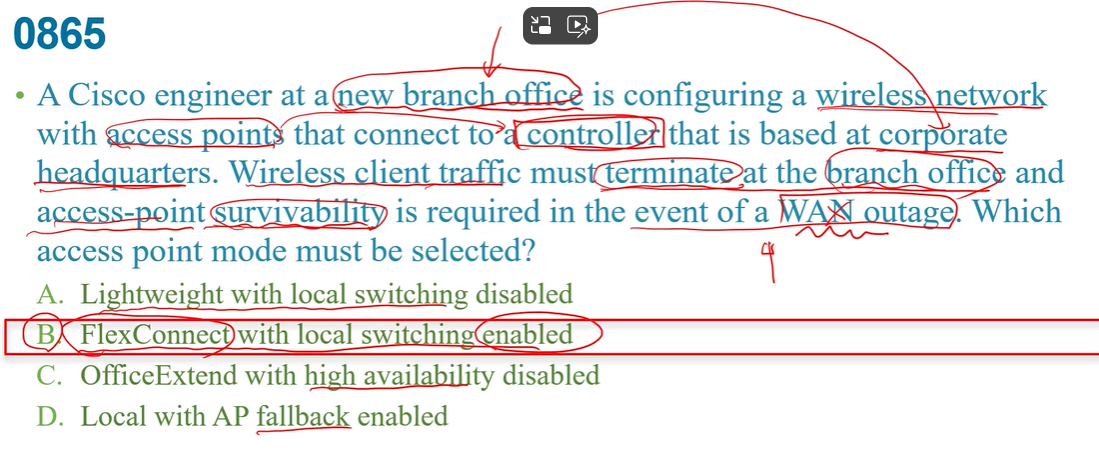 0865
• A Cisco engineer at a new branch office is configuring a wireless network
with access points that connect to a controller that is based at corporate
headquarters. Wireless client traffic must terminate at the branch office and
access-point survivability is required in the event of a WAN outage. Which
access point mode must be selected?
A. Lightweight with local switching disabled
B. FlexConnect with local switching enabled
C. OfficeExtend with high availability disabled
D. Local with AP fallback enabled